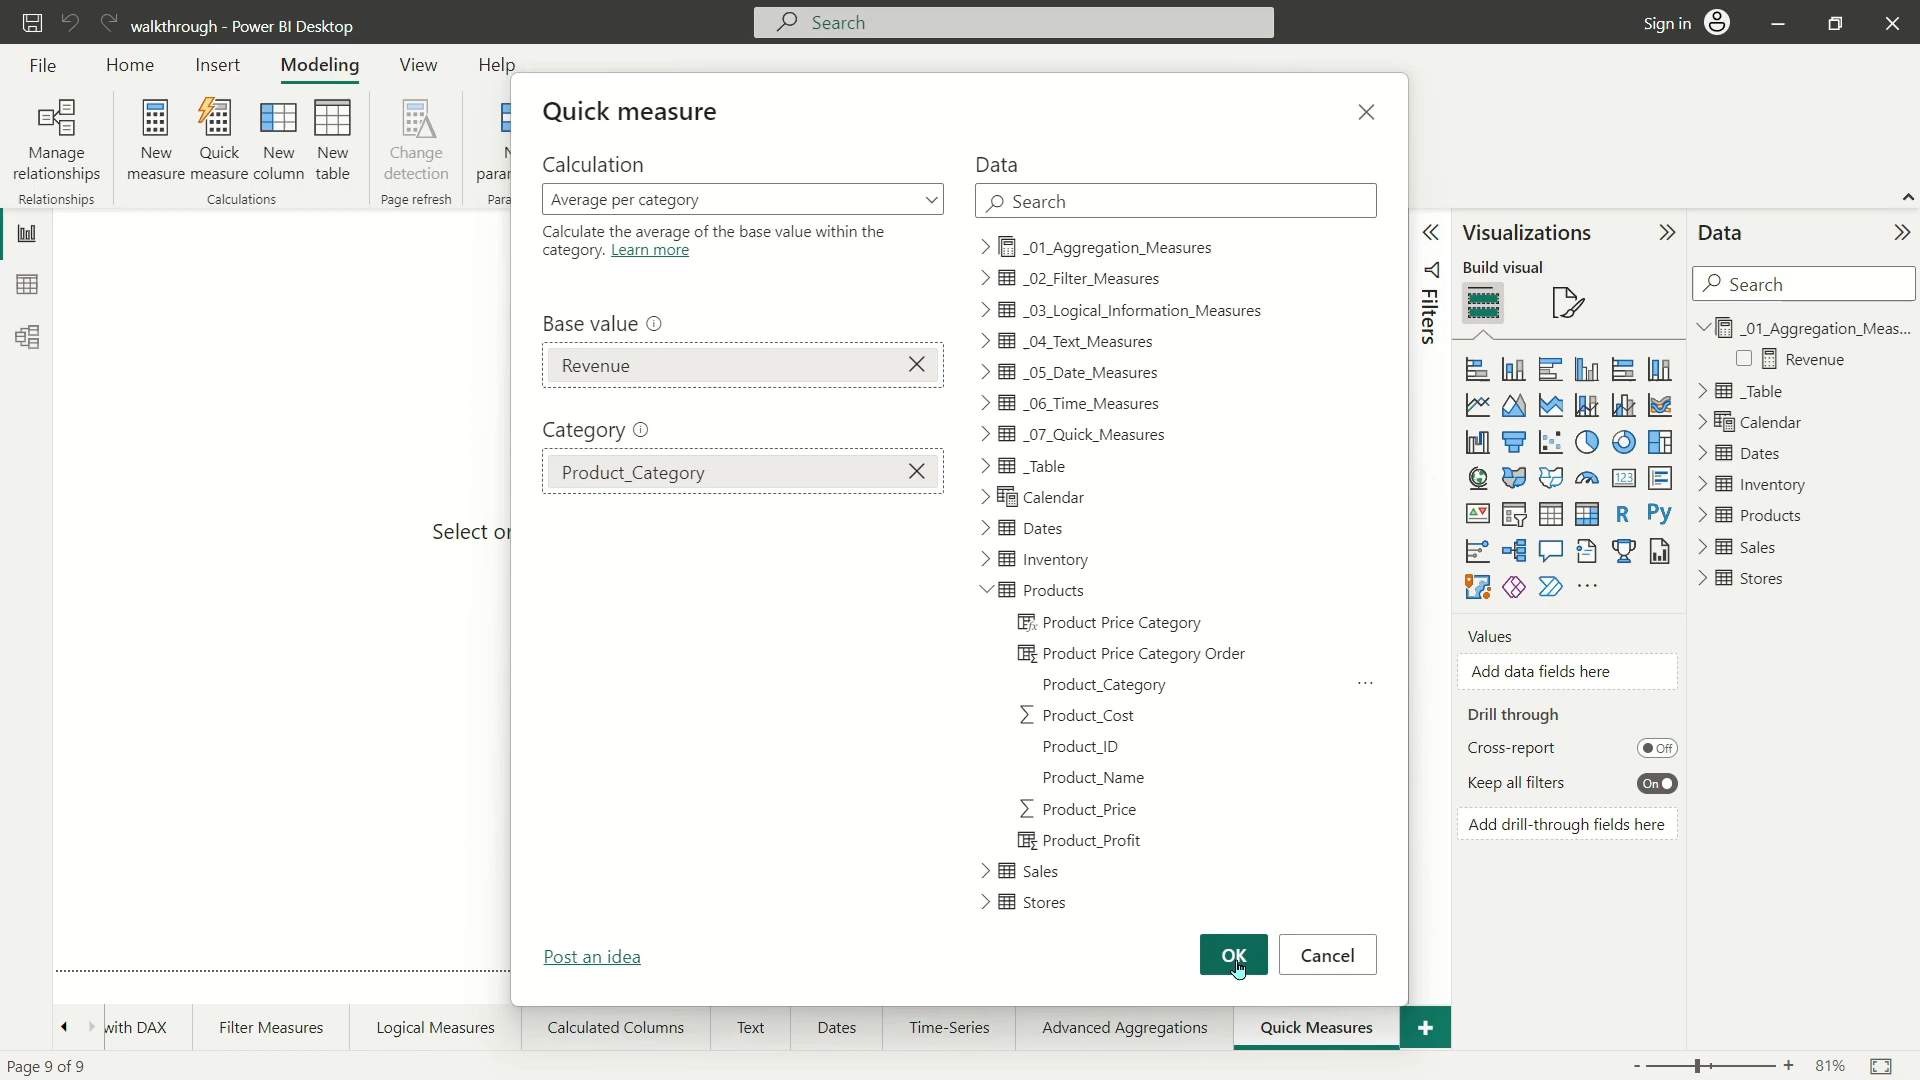 walkthrough - Power BI Desktop
Search
Sign in
File
Home
Insert
Modeling
View
Help
Manage
relationships
New
measure
Quick
measure
New
column
New
table
Change
detection
Relationships
Calculations
Page refresh
Para
Quick measure
Calculation
Average per category
Calculate the average of the base value within the
category. Learn more
Base value
Revenue
Category
Product_Category
Post an idea
Data
Search
_01_Aggregation_Measures
_02_Filter_Measures
_03_Logical_Information_Measures
_04_Text_Measures
_05_Date_Measures
_06_Time_Measures
_07_Quick_Measures
_Table
Calendar
Dates
Inventory
Products
Product Price Category
Product Price Category Order
Product_Category
Product_Cost
Product_ID
Product_Name
Product_Price
Product_Profit
Sales
Stores
OK
Cancel
Select or
Filters
Visualizations
Build visual
123
R
Py
Values
Add data fields here
Drill through
Cross-report
Off
Keep all filters
On
Add drill-through fields here
Data
Search
_01_Aggregation_Meas...
Revenue
_Table
Calendar
Dates
Inventory
Products
Sales
Stores
with DAX
Filter Measures
Logical Measures
Calculated Columns
Text
Dates
Time-Series
Advanced Aggregations
Quick Measures
Page 9 of 9
81%